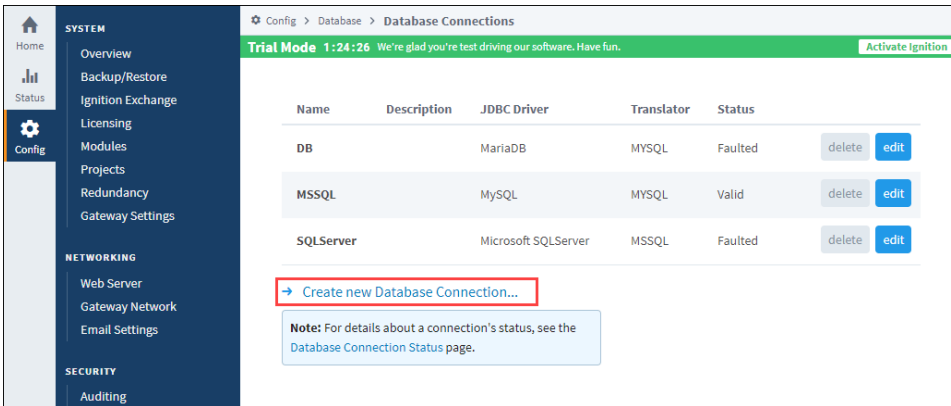 Home
Status
Config
SYSTEM
Overview
Backup/Restore
Ignition Exchange
Licensing
Modules
Projects
Redundancy
Gateway Settings
NETWORKING
Web Server
Gateway Network
Email Settings
SECURITY
Auditing
Config > Database > Database Connections
Trial Mode 1:24:26 We're glad you're test driving our software. Have fun. Activate Ignition
Name Description JDBC Driver Translator Status
DB MariaDB MYSQL Faulted delete edit
MSSQL MySQL MYSQL Valid delete edit
SQLServer Microsoft SQLServer MSSQL Faulted delete edit
→ Create new Database Connection...
Note: For details about a connection's status, see the
Database Connection Status page.